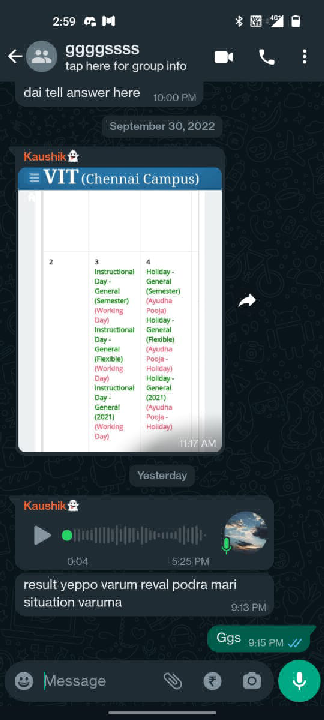 2:59
46%
ggggssss
tap here for group info
dai tell answer here
10:00 PM
September 30, 2022
Kaushik👻
VIT (Chennai Campus)
2 3 4
Instructional Holiday -
Day - General
General (Semester)
(Semester) (Ayudha
(Working Pooja)
Day) Holiday -
Instructional General
Day - (Flexible)
General (Ayudha
(Flexible) Pooja -
(Working Holiday)
Day) Holiday -
Instructional General
Day - (2021)
General (Ayudha
(2021) Pooja -
(Working Holiday)
Day)
11:17 AM
Yesterday
Kaushik👻
0:04 5:25 PM
result yeppo varum reval podra mari
situation varuma
9:13 PM
Ggs 9:15 PM
Message